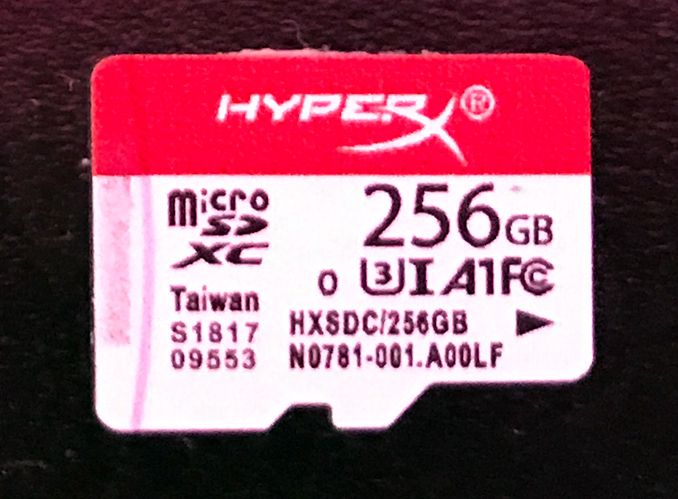 HYPERX®
micro SD XC
256GB
0 U3 I A1 FC
Taiwan
S1817
09553
HXSDC/256GB
N0781-001.A00LF